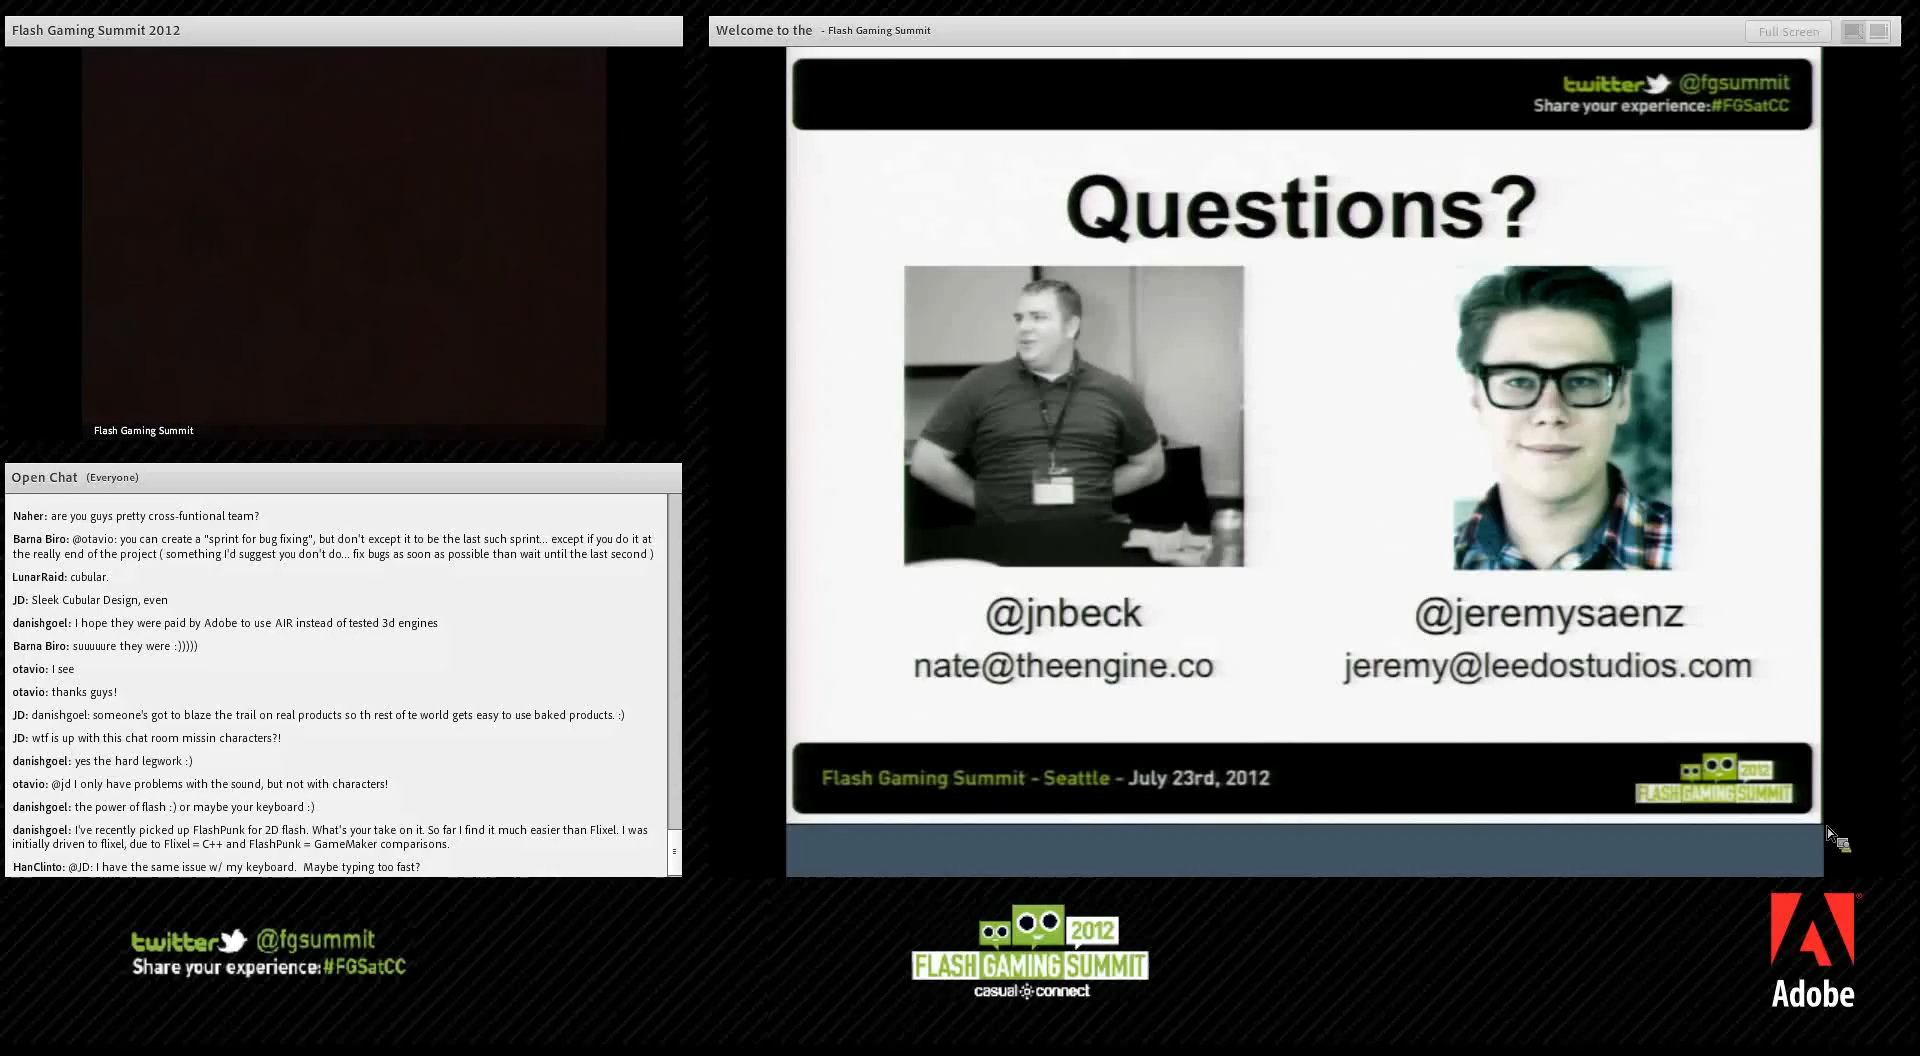 Flash Gaming Summit 2012
Flash Gaming Summit
Open Chat (Everyone)
Naher: are you guys pretty cross-funtional team?
Barna Biro: @otavio: you can create a "sprint for bug fixing", but don't except it to be the last such sprint... except if you do it at
the really end of the project ( something I'd suggest you don't do... fix bugs as soon as possible than wait until the last second )
LunarRaid: cubular.
JD: Sleek Cubular Design, even
danishgoel: I hope they were paid by Adobe to use AIR instead of tested 3d engines
Barna Biro: suuuuure they were :)))))
otavio: I see
otavio: thanks guys!
JD: danishgoel: someone's got to blaze the trail on real products so th rest of te world gets easy to use baked products. :)
JD: wtf is up with this chat room missin characters?!
danishgoel: yes the hard legwork :)
otavio: @jd I only have problems with the sound, but not with characters!
danishgoel: the power of flash :) or maybe your keyboard :)
danishgoel: I've recently picked up FlashPunk for 2D flash. What's your take on it. So far I find it much easier than Flixel. I was
initially driven to flixel, due to Flixel = C++ and FlashPunk = GameMaker comparisons.
HanClinto: @JD: I have the same issue w/ my keyboard. Maybe typing too fast?
Welcome to the - Flash Gaming Summit
Full Screen
twitter @fgsummit
Share your experience:#FGSatCC
Questions?
@jnbeck
nate@theengine.co
@jeremysaenz
jeremy@leedostudios.com
Flash Gaming Summit - Seattle - July 23rd, 2012
2012
FLASH GAMING SUMMIT
twitter @fgsummit
Share your experience:#FGSatCC
2012
FLASH GAMING SUMMIT
casual connect
Adobe